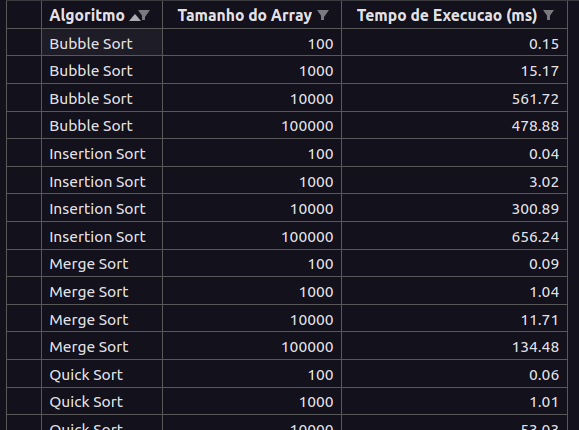 Algoritmo Tamanho do Array Tempo de Execucao (ms)
Bubble Sort 100 0.15
Bubble Sort 1000 15.17
Bubble Sort 10000 561.72
Bubble Sort 100000 478.88
Insertion Sort 100 0.04
Insertion Sort 1000 3.02
Insertion Sort 10000 300.89
Insertion Sort 100000 656.24
Merge Sort 100 0.09
Merge Sort 1000 1.04
Merge Sort 10000 11.71
Merge Sort 100000 134.48
Quick Sort 100 0.06
Quick Sort 1000 1.01
Quick Sort 10000 53.03